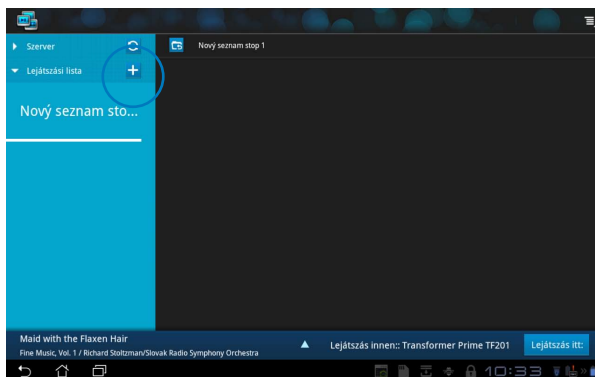 Szerver
Nový seznam stop 1
Lejátszási lista
Nový seznam sto...
Maid with the Flaxen Hair
Fine Music, Vol. 1 / Richard Stoltzman/Slovak Radio Symphony Orchestra
Lejátszás innen:: Transformer Prime TF201
Lejátszás itt:
10:33